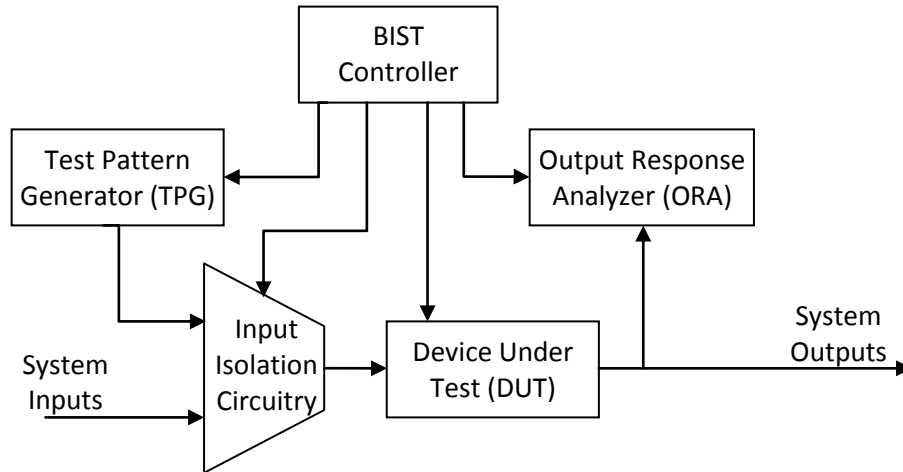 BIST
Controller
Test Pattern
Generator (TPG)
Output Response
Analyzer (ORA)
Input
Isolation
Circuitry
Device Under
Test (DUT)
System
Outputs
System
Inputs